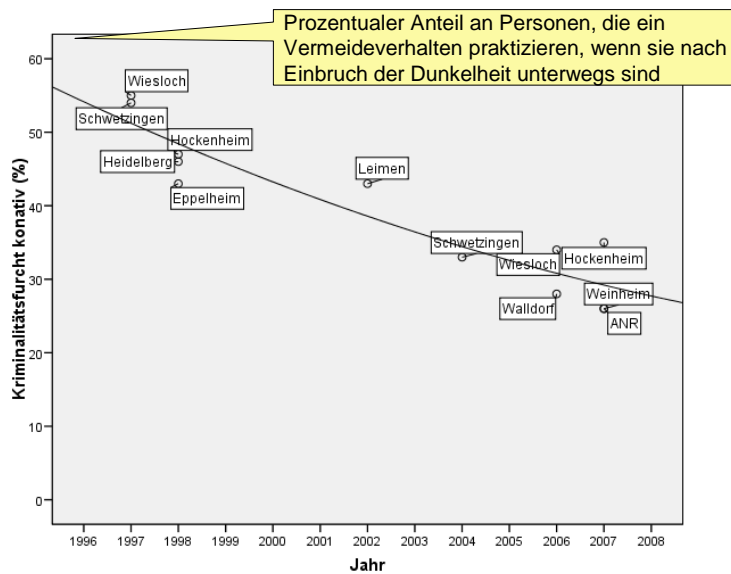 Prozentualer Anteil an Personen, die ein
Vermeideverhalten praktizieren, wenn sie nach
Einbruch der Dunkelheit unterwegs sind
Kriminalitätsfurcht konativ (%)
60
50
40
30
20
10
0
Wiesloch
Schwetzingen
Hockenheim
Heidelberg
Eppelheim
Leimen
Schwetzingen
Wiesloch
Hockenheim
Walldorf
Weinheim
ANR
1996 1997 1998 1999 2000 2001 2002 2003 2004 2005 2006 2007 2008
Jahr